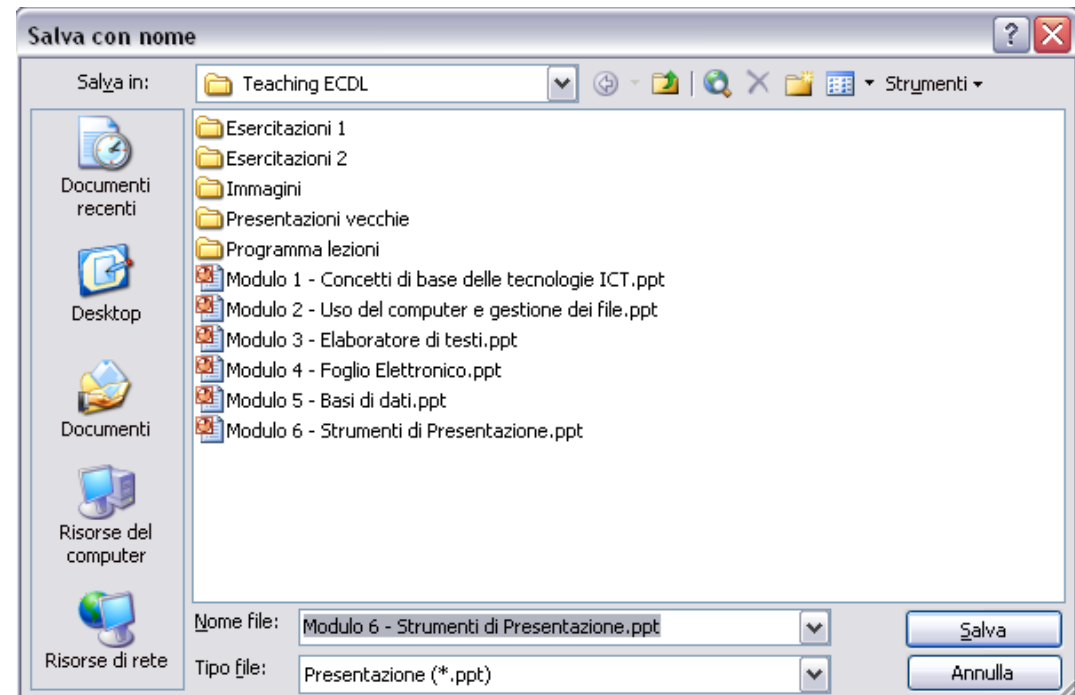 Salva con nome
Salva in:
Teaching ECDL
Strumenti
Documenti
recenti
Desktop
Documenti
Risorse del
computer
Risorse di rete
Esercitazioni 1
Esercitazioni 2
Immagini
Presentazioni vecchie
Programma lezioni
Modulo 1 - Concetti di base delle tecnologie ICT.ppt
Modulo 2 - Uso del computer e gestione dei file.ppt
Modulo 3 - Elaboratore di testi.ppt
Modulo 4 - Foglio Elettronico.ppt
Modulo 5 - Basi di dati.ppt
Modulo 6 - Strumenti di Presentazione.ppt
Nome file:
Modulo 6 - Strumenti di Presentazione.ppt
Salva
Tipo file:
Presentazione (*.ppt)
Annulla